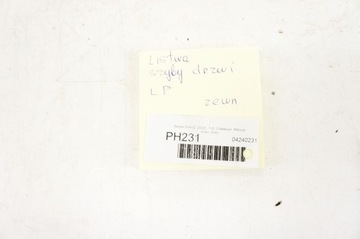 Listwa
szyby drzwi
LP
zewn
PH231
04240231